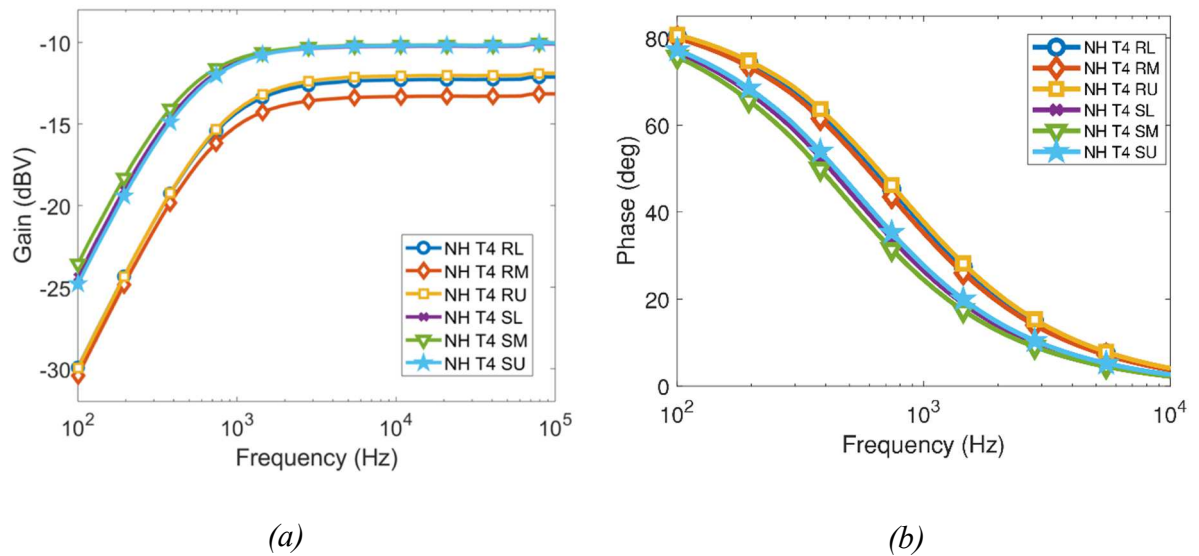 -10
-15
-20
-25
-30
Gain (dBV)
10^2
10^3
10^4
10^5
Frequency (Hz)
NH T4 RL
NH T4 RM
NH T4 RU
NH T4 SL
NH T4 SM
NH T4 SU
(a)
80
60
40
20
0
Phase (deg)
10^2
10^3
10^4
Frequency (Hz)
NH T4 RL
NH T4 RM
NH T4 RU
NH T4 SL
NH T4 SM
NH T4 SU
(b)